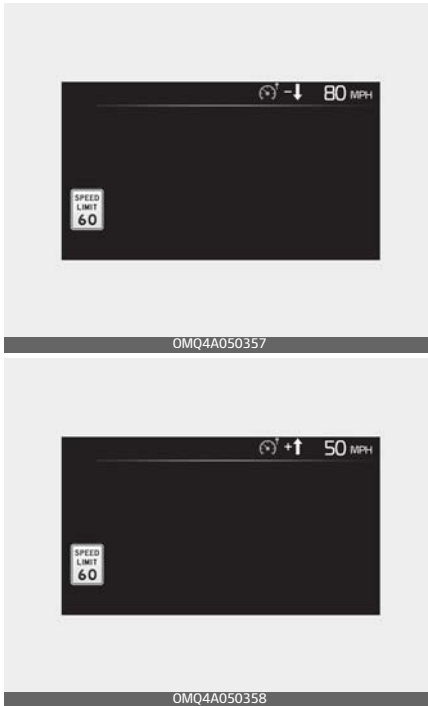 -⬇ 80 MPH
SPEED
LIMIT
60
OMQ4A050357
+⬆ 50 MPH
SPEED
LIMIT
60
OMQ4A050358